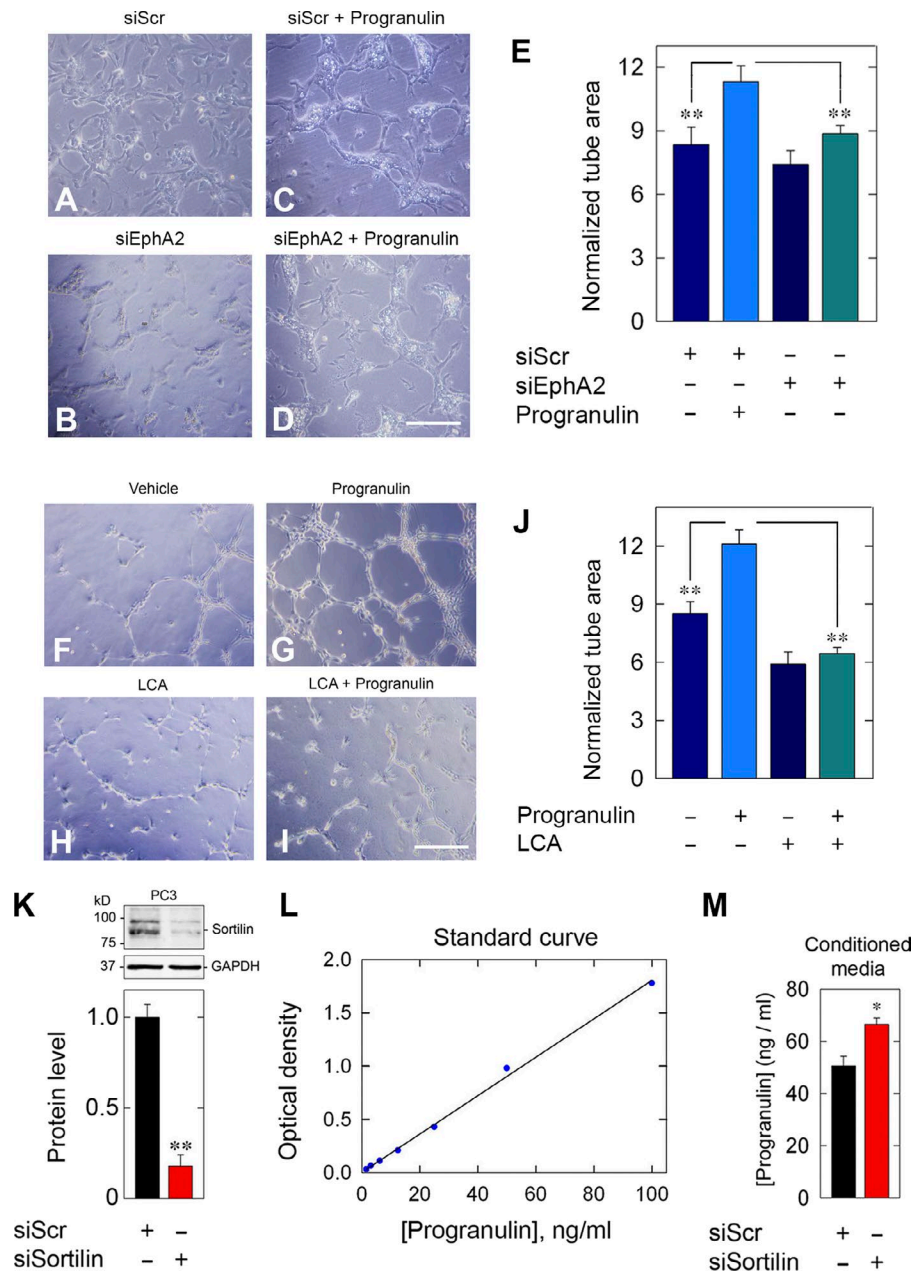 siScr
siScr + Progranulin
A
C
siEphA2
siEphA2 + Progranulin
B
D
E
Normalized tube area
12
9
6
3
0
** **
siScr + + – –
siEphA2 – – + +
Progranulin – + – –
Vehicle
Progranulin
F
G
LCA
LCA + Progranulin
H
I
J
Normalized tube area
12
9
6
3
0
** **
Progranulin – + – +
LCA – – + +
K
PC3
kD
100
75
Sortilin
37
GAPDH
Protein level
1.0
0.5
0
**
siScr + –
siSortilin – +
L
Standard curve
Optical density
2.0
1.5
1.0
0.5
0.0
0 20 40 60 80 100
[Progranulin], ng/ml
M
Conditioned
media
[Progranulin] (ng / ml)
80
60
40
20
0
*
siScr + –
siSortilin – +